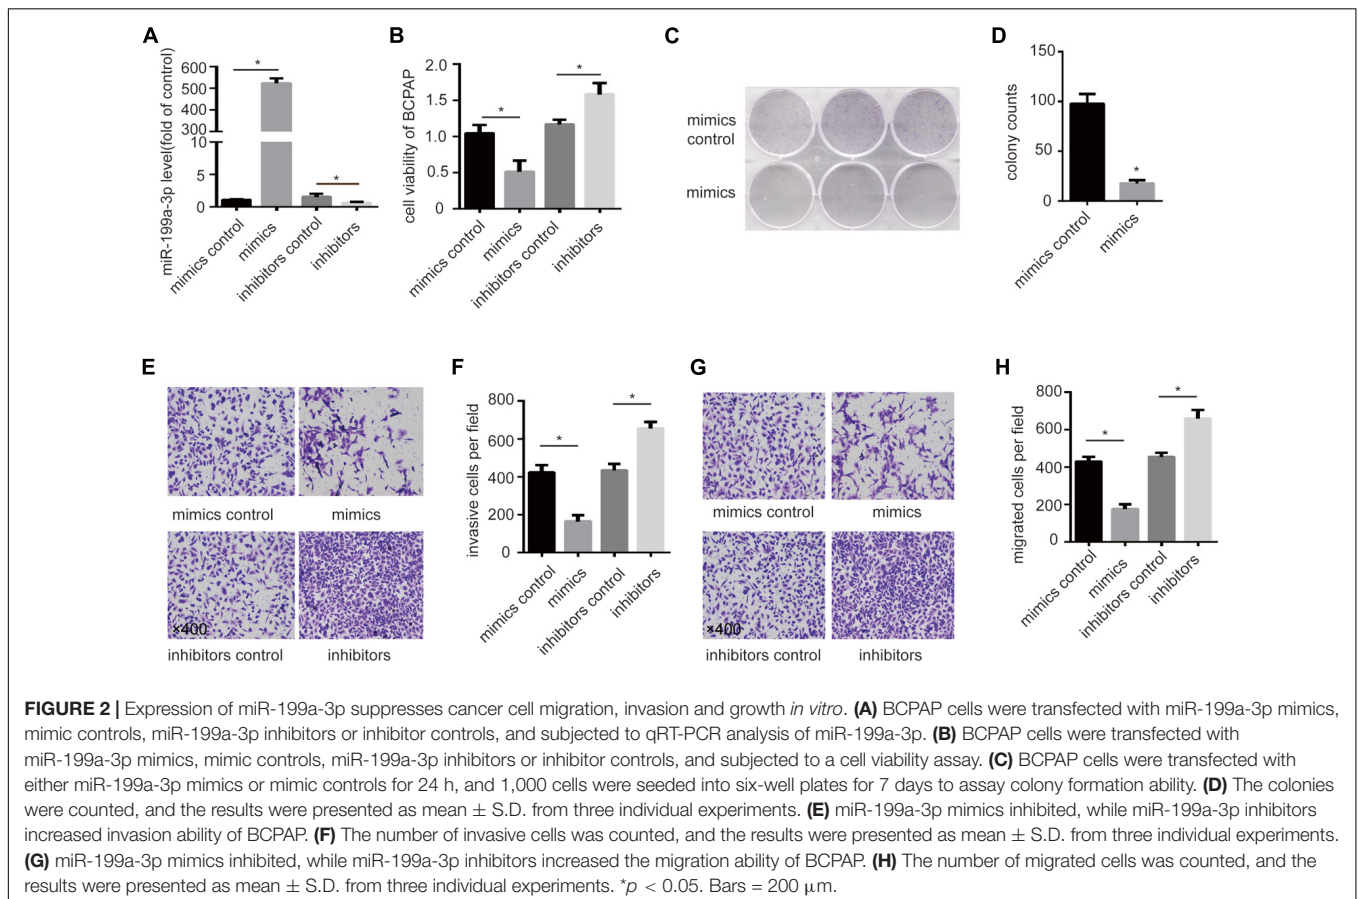 A
B
C
D
miR-199a-3p level(fold of control)
600
500
400
300
10
5
0
*
*
mimics control
mimics
inhibitors control
inhibitors
cell viability of BCPAP
2.0
1.5
1.0
0.5
0
*
*
mimics control
mimics
inhibitors control
inhibitors
mimics
control
mimics
colony counts
150
100
50
0
*
mimics control
mimics
E
F
G
H
mimics control
mimics
×400
inhibitors control
inhibitors
invasive cells per field
800
600
400
200
0
*
*
mimics control
mimics
inhibitors control
inhibitors
mimics control
mimics
×400
inhibitors control
inhibitors
migrated cells per field
800
600
400
200
0
*
*
mimics control
mimics
inhibitors control
inhibitors
FIGURE 2 | Expression of miR-199a-3p suppresses cancer cell migration, invasion and growth in vitro. (A) BCPAP cells were transfected with miR-199a-3p mimics,
mimic controls, miR-199a-3p inhibitors or inhibitor controls, and subjected to qRT-PCR analysis of miR-199a-3p. (B) BCPAP cells were transfected with
miR-199a-3p mimics, mimic controls, miR-199a-3p inhibitors or inhibitor controls, and subjected to a cell viability assay. (C) BCPAP cells were transfected with
either miR-199a-3p mimics or mimic controls for 24 h, and 1,000 cells were seeded into six-well plates for 7 days to assay colony formation ability. (D) The colonies
were counted, and the results were presented as mean ± S.D. from three individual experiments. (E) miR-199a-3p mimics inhibited, while miR-199a-3p inhibitors
increased invasion ability of BCPAP. (F) The number of invasive cells was counted, and the results were presented as mean ± S.D. from three individual experiments.
(G) miR-199a-3p mimics inhibited, while miR-199a-3p inhibitors increased the migration ability of BCPAP. (H) The number of migrated cells was counted, and the
results were presented as mean ± S.D. from three individual experiments. *p < 0.05. Bars = 200 μm.